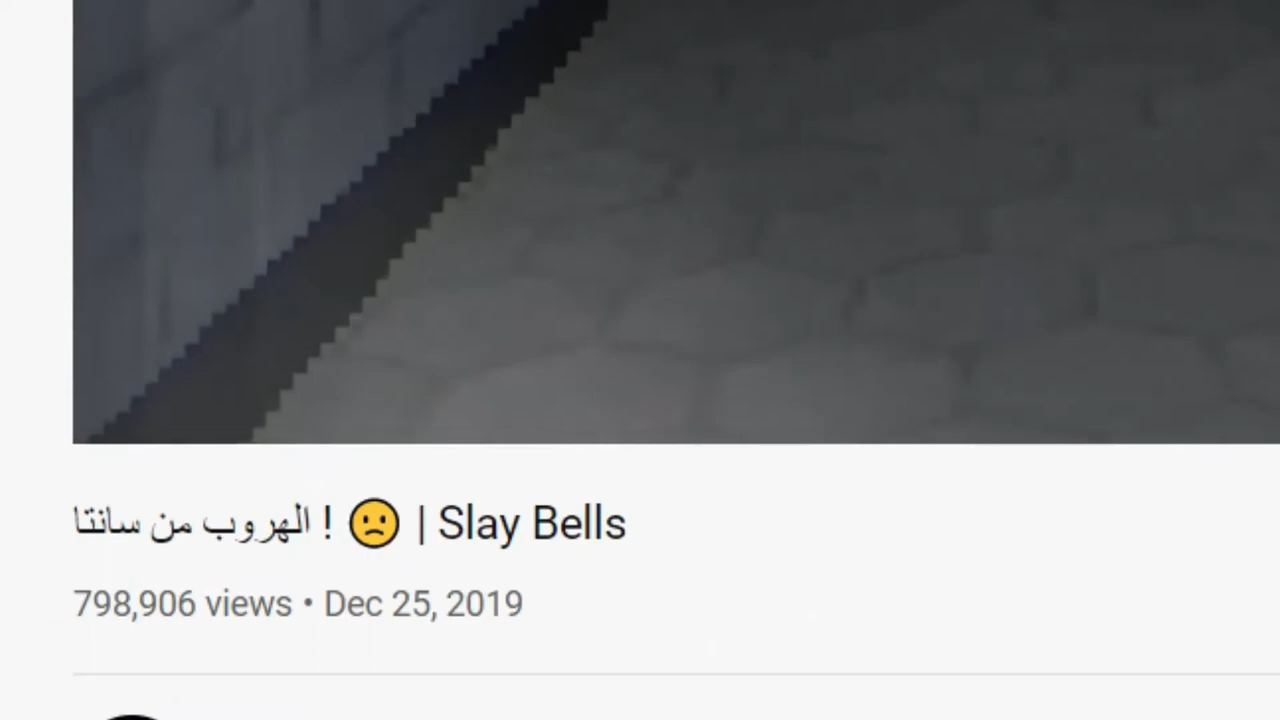 الهروب من سانتا ! 🙁 | Slay Bells
798,906 views • Dec 25, 2019